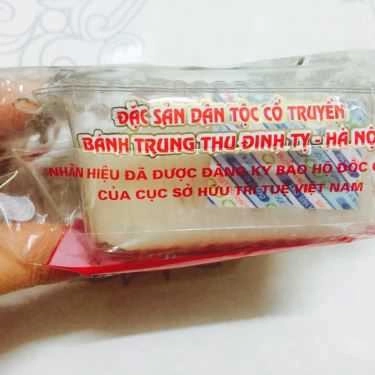 ĐẶC SẢN DÂN TỘC CỔ TRUYỀN
BÁNH TRUNG THU ĐINH TỴ - HÀ NỘ
NHÃN HIỆU ĐÃ ĐƯỢC ĐĂNG KÝ BẢO HỘ ĐỘC
CỦA CỤC SỞ HỮU TRÍ TUỆ VIỆT NAM